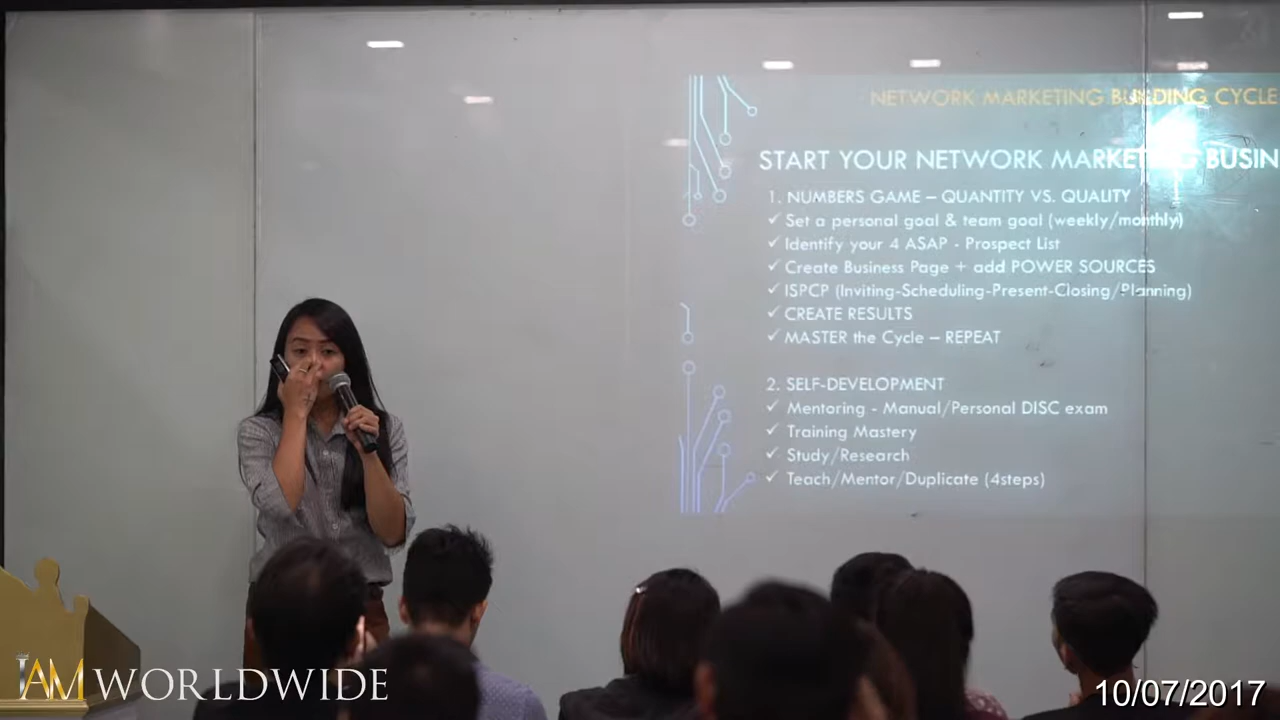 NETWORK MARKETING BUILDING CYCLE
START YOUR NETWORK MARKETING BUSIN
1. NUMBERS GAME – QUANTITY VS. QUALITY
✓ Set a personal goal & team goal (weekly/monthly)
✓ Identify your 4 ASAP - Prospect List
✓ Create Business Page + add POWER SOURCES
✓ ISPCP (Inviting-Scheduling-Present-Closing/Planning)
✓ CREATE RESULTS
✓ MASTER the Cycle – REPEAT
2. SELF-DEVELOPMENT
✓ Mentoring - Manual/Personal DISC exam
✓ Training Mastery
✓ Study/Research
✓ Teach/Mentor/Duplicate (4steps)
IAM WORLDWIDE
10/07/2017